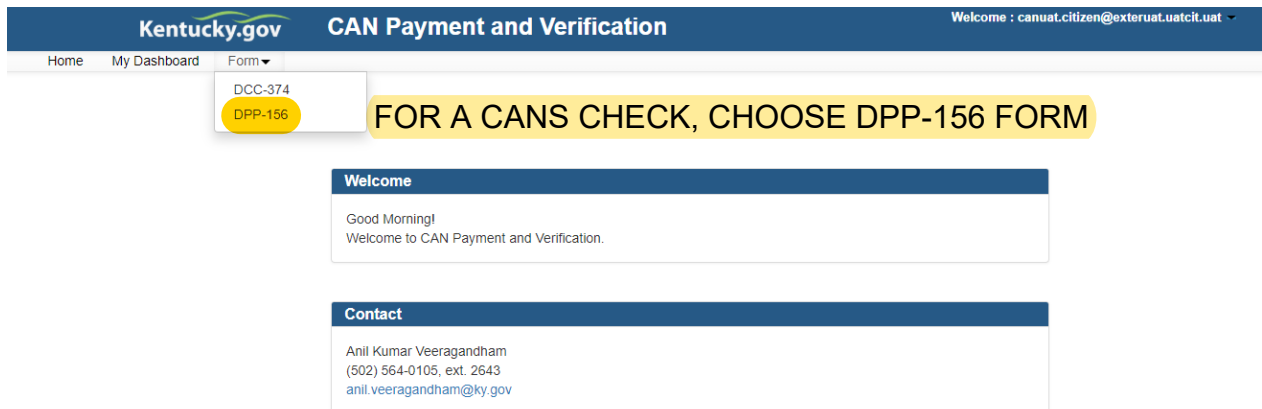 Kentucky.gov CAN Payment and Verification Welcome : canuat.citizen@exteruat.uatcit.uat
Home My Dashboard Form
DCC-374
DPP-156
FOR A CANS CHECK, CHOOSE DPP-156 FORM
Welcome
Good Morning!
Welcome to CAN Payment and Verification.
Contact
Anil Kumar Veeragandham
(502) 564-0105, ext. 2643
anil.veeragandham@ky.gov